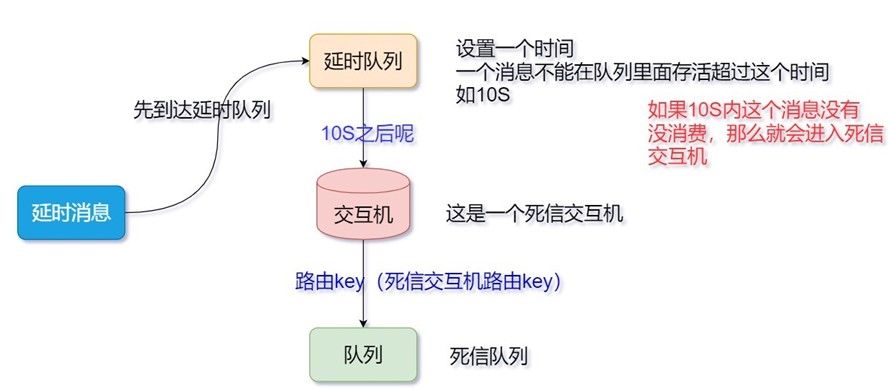 延时队列
设置一个时间
一个消息不能在队列里面存活超过这个时间
如10S
先到达延时队列
如果10S内这个消息没有
没消费，那么就会进入死信
交互机
10S之后呢
延时消息
交互机
这是一个死信交互机
路由key（死信交互机路由key）
队列
死信队列